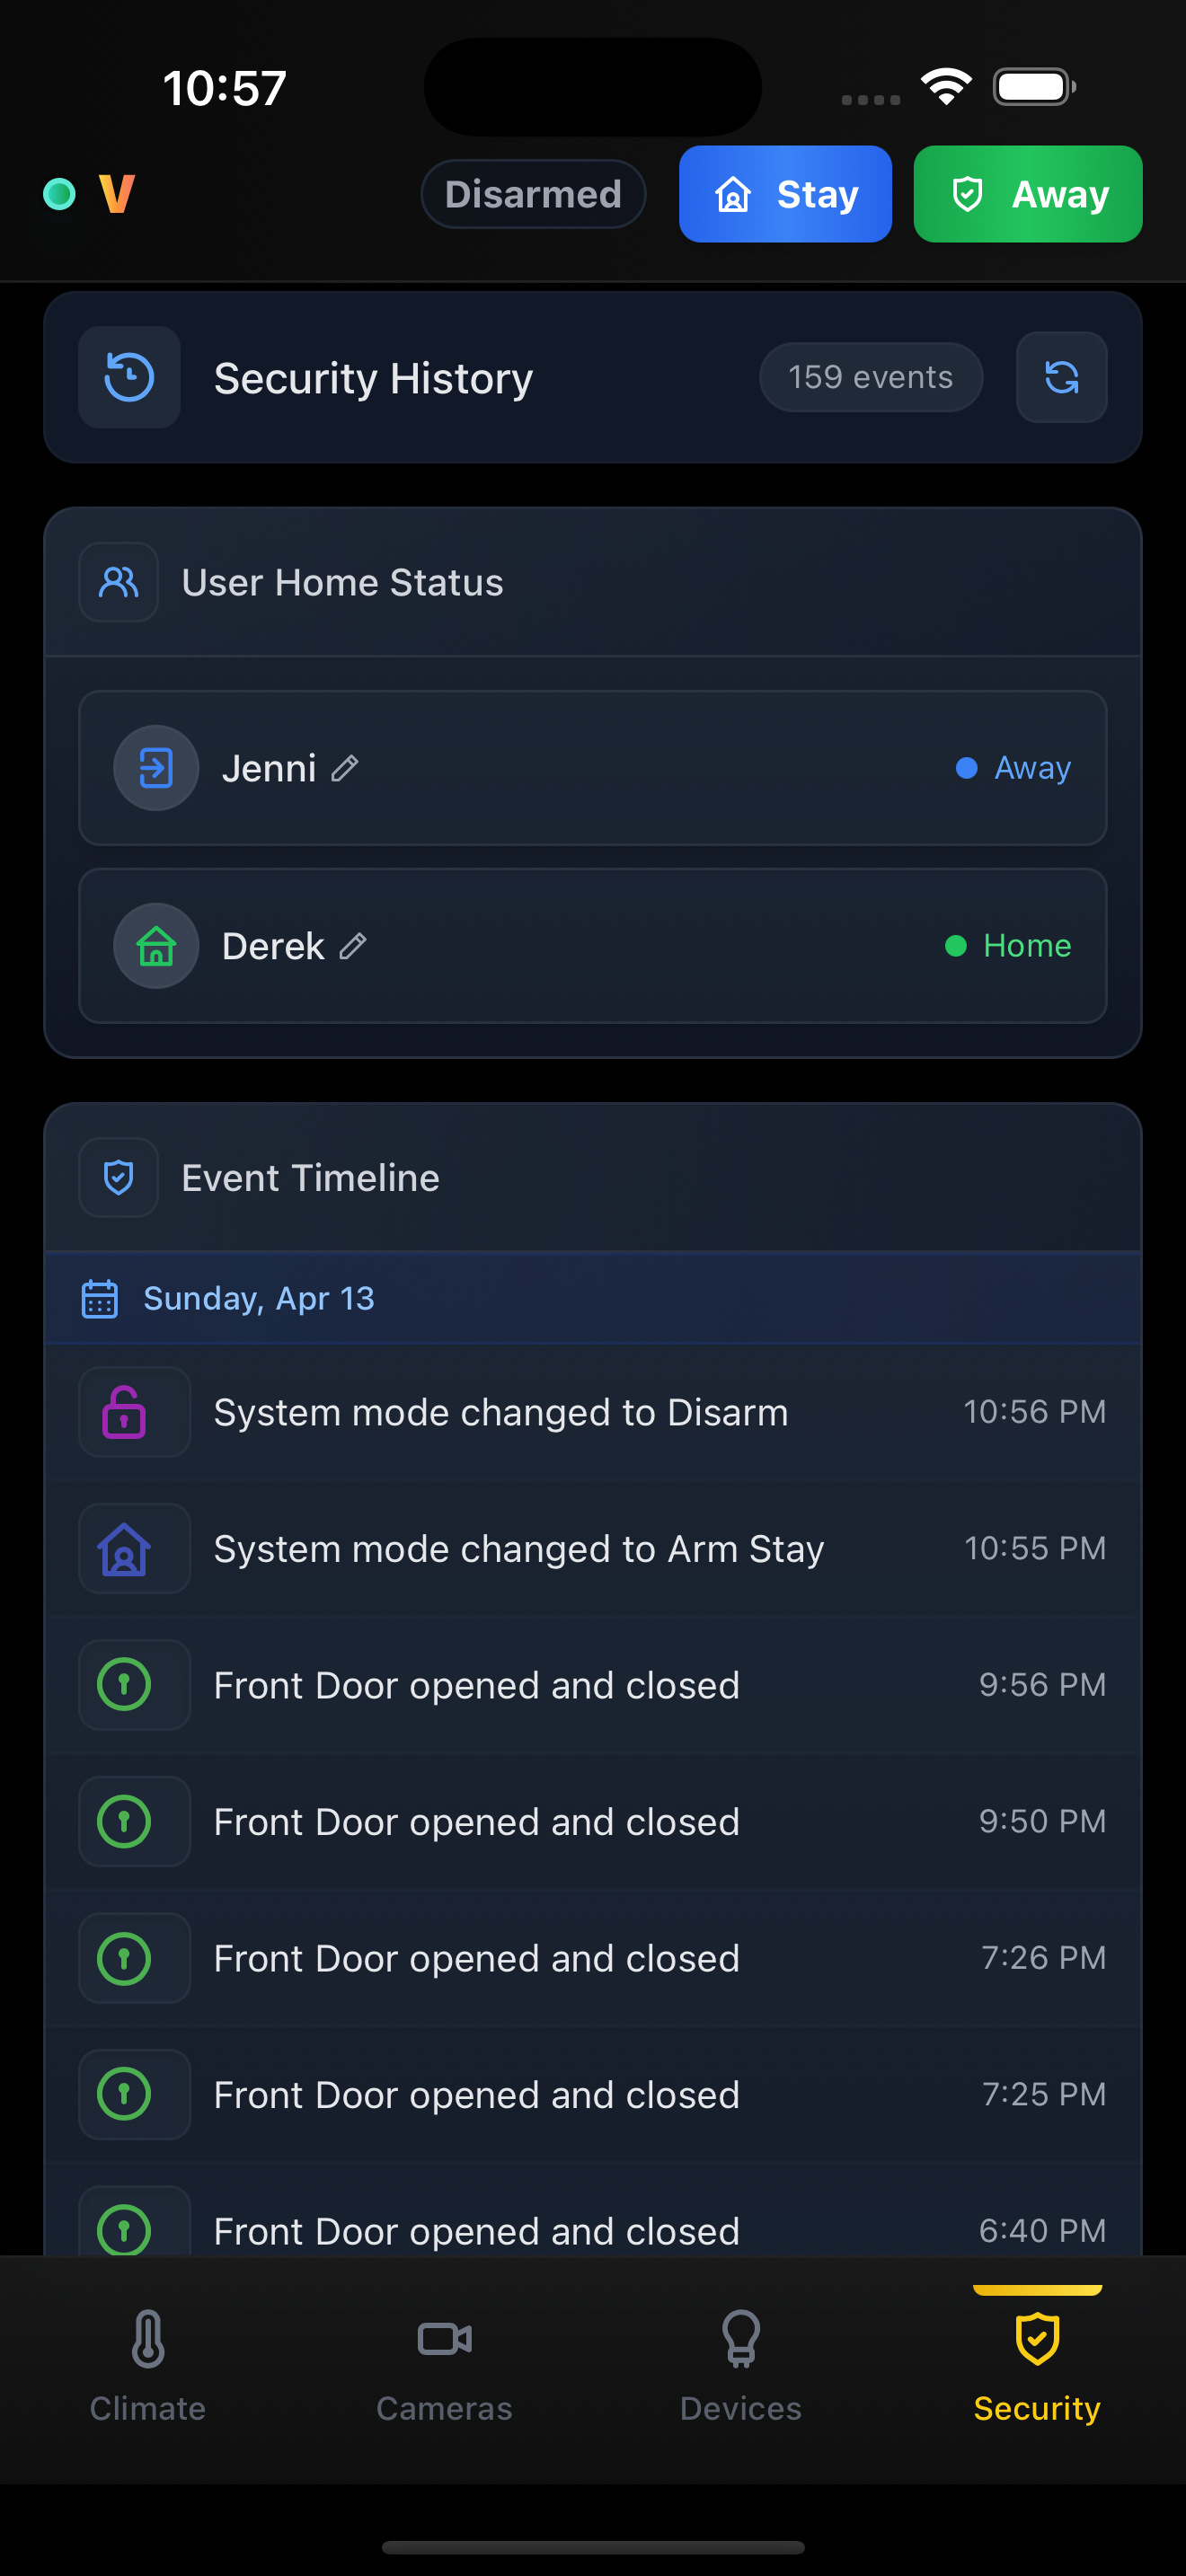 10:57
V
Disarmed
Stay
Away
Security History
159 events
User Home Status
Jenni
Away
Derek
Home
Event Timeline
Sunday, Apr 13
System mode changed to Disarm
10:56 PM
System mode changed to Arm Stay
10:55 PM
Front Door opened and closed
9:56 PM
Front Door opened and closed
9:50 PM
Front Door opened and closed
7:26 PM
Front Door opened and closed
7:25 PM
Front Door opened and closed
6:40 PM
Climate
Cameras
Devices
Security